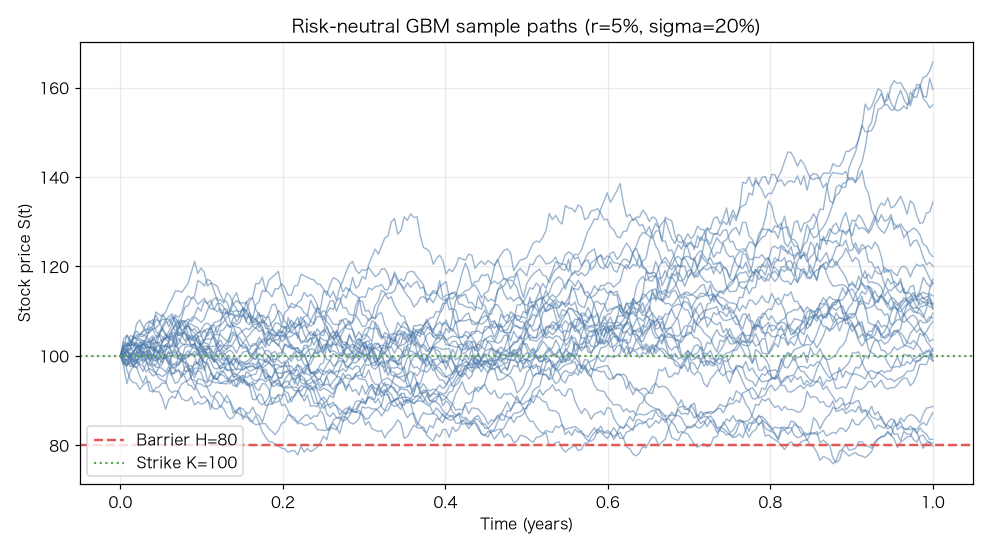 Risk-neutral GBM sample paths (r=5%, sigma=20%)
Stock price S(t)
160
140
120
100
80
Barrier H=80
Strike K=100
0.0
0.2
0.4
0.6
0.8
1.0
Time (years)